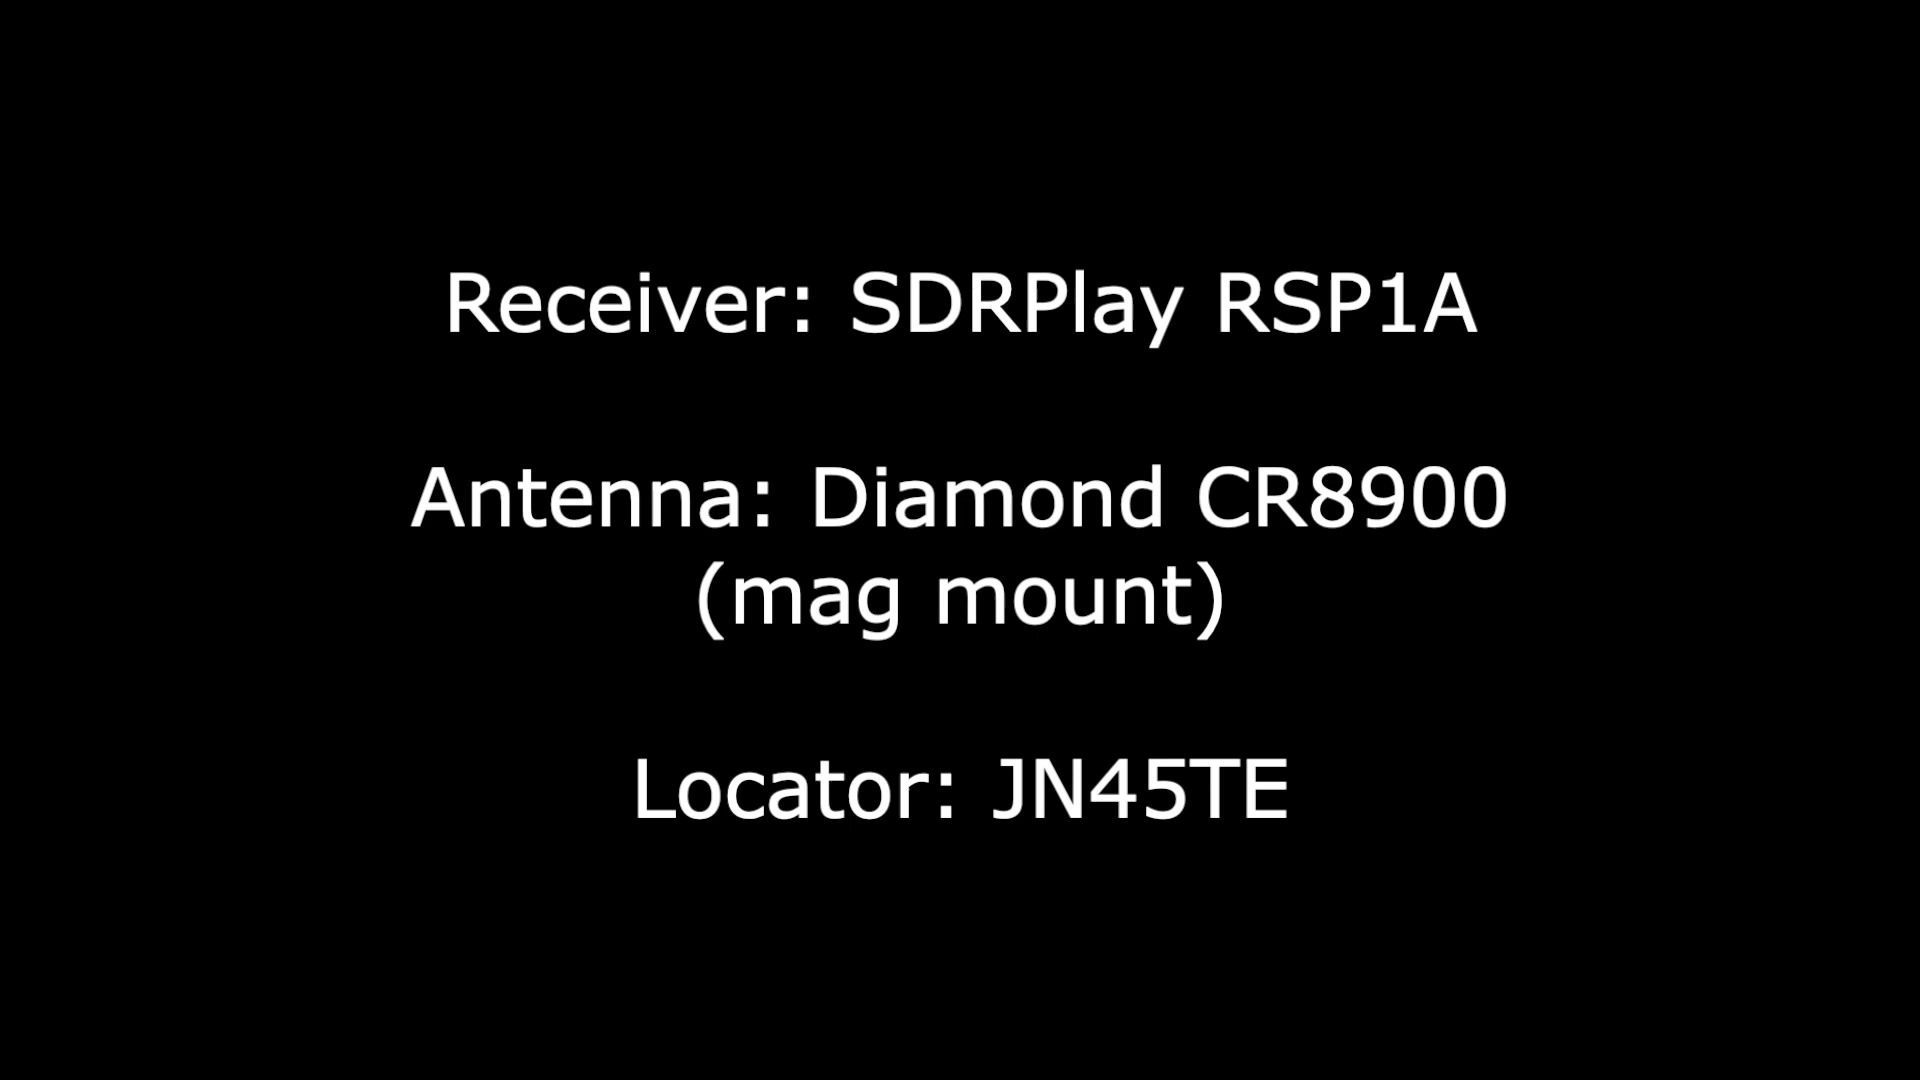 Receiver: SDRPlay RSP1A
Antenna: Diamond CR8900
(mag mount)
Locator: JN45TE